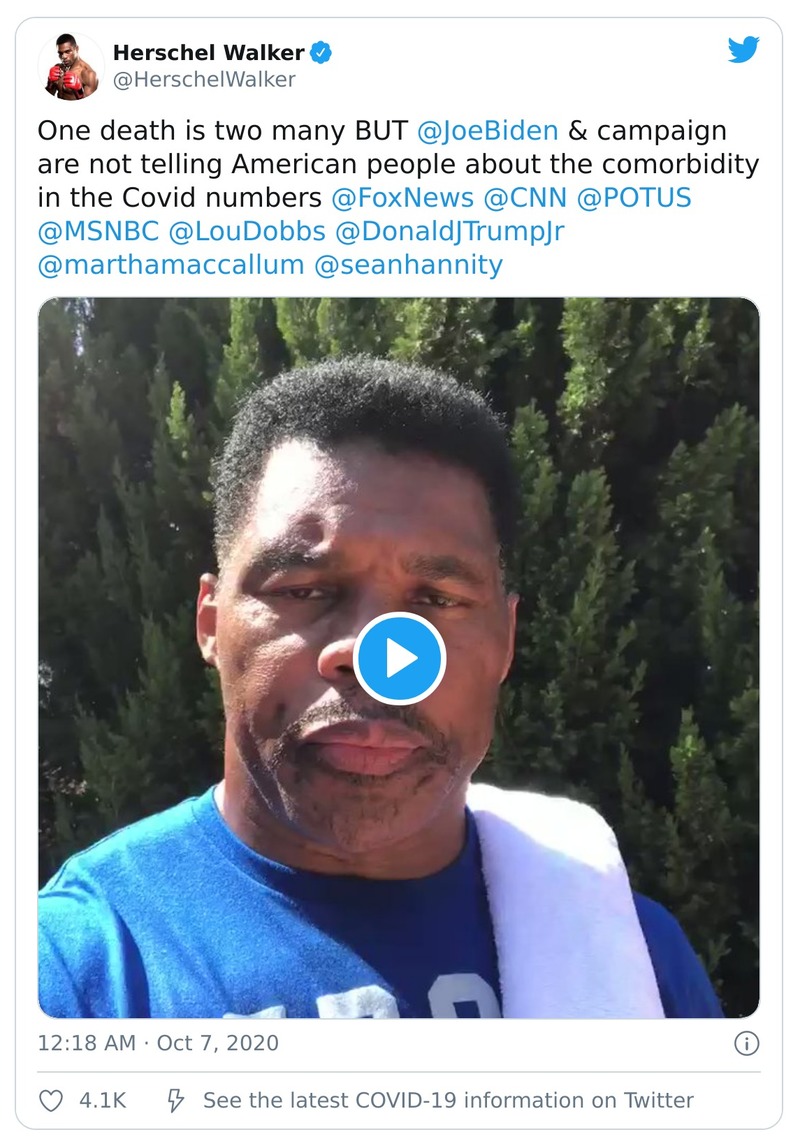 Herschel Walker
@HerschelWalker
One death is two many BUT @JoeBiden & campaign
are not telling American people about the comorbidity
in the Covid numbers @FoxNews @CNN @POTUS
@MSNBC @LouDobbs @DonaldJTrumpJr
@marthamaccallum @seanhannity
12:18 AM · Oct 7, 2020
4.1K See the latest COVID-19 information on Twitter